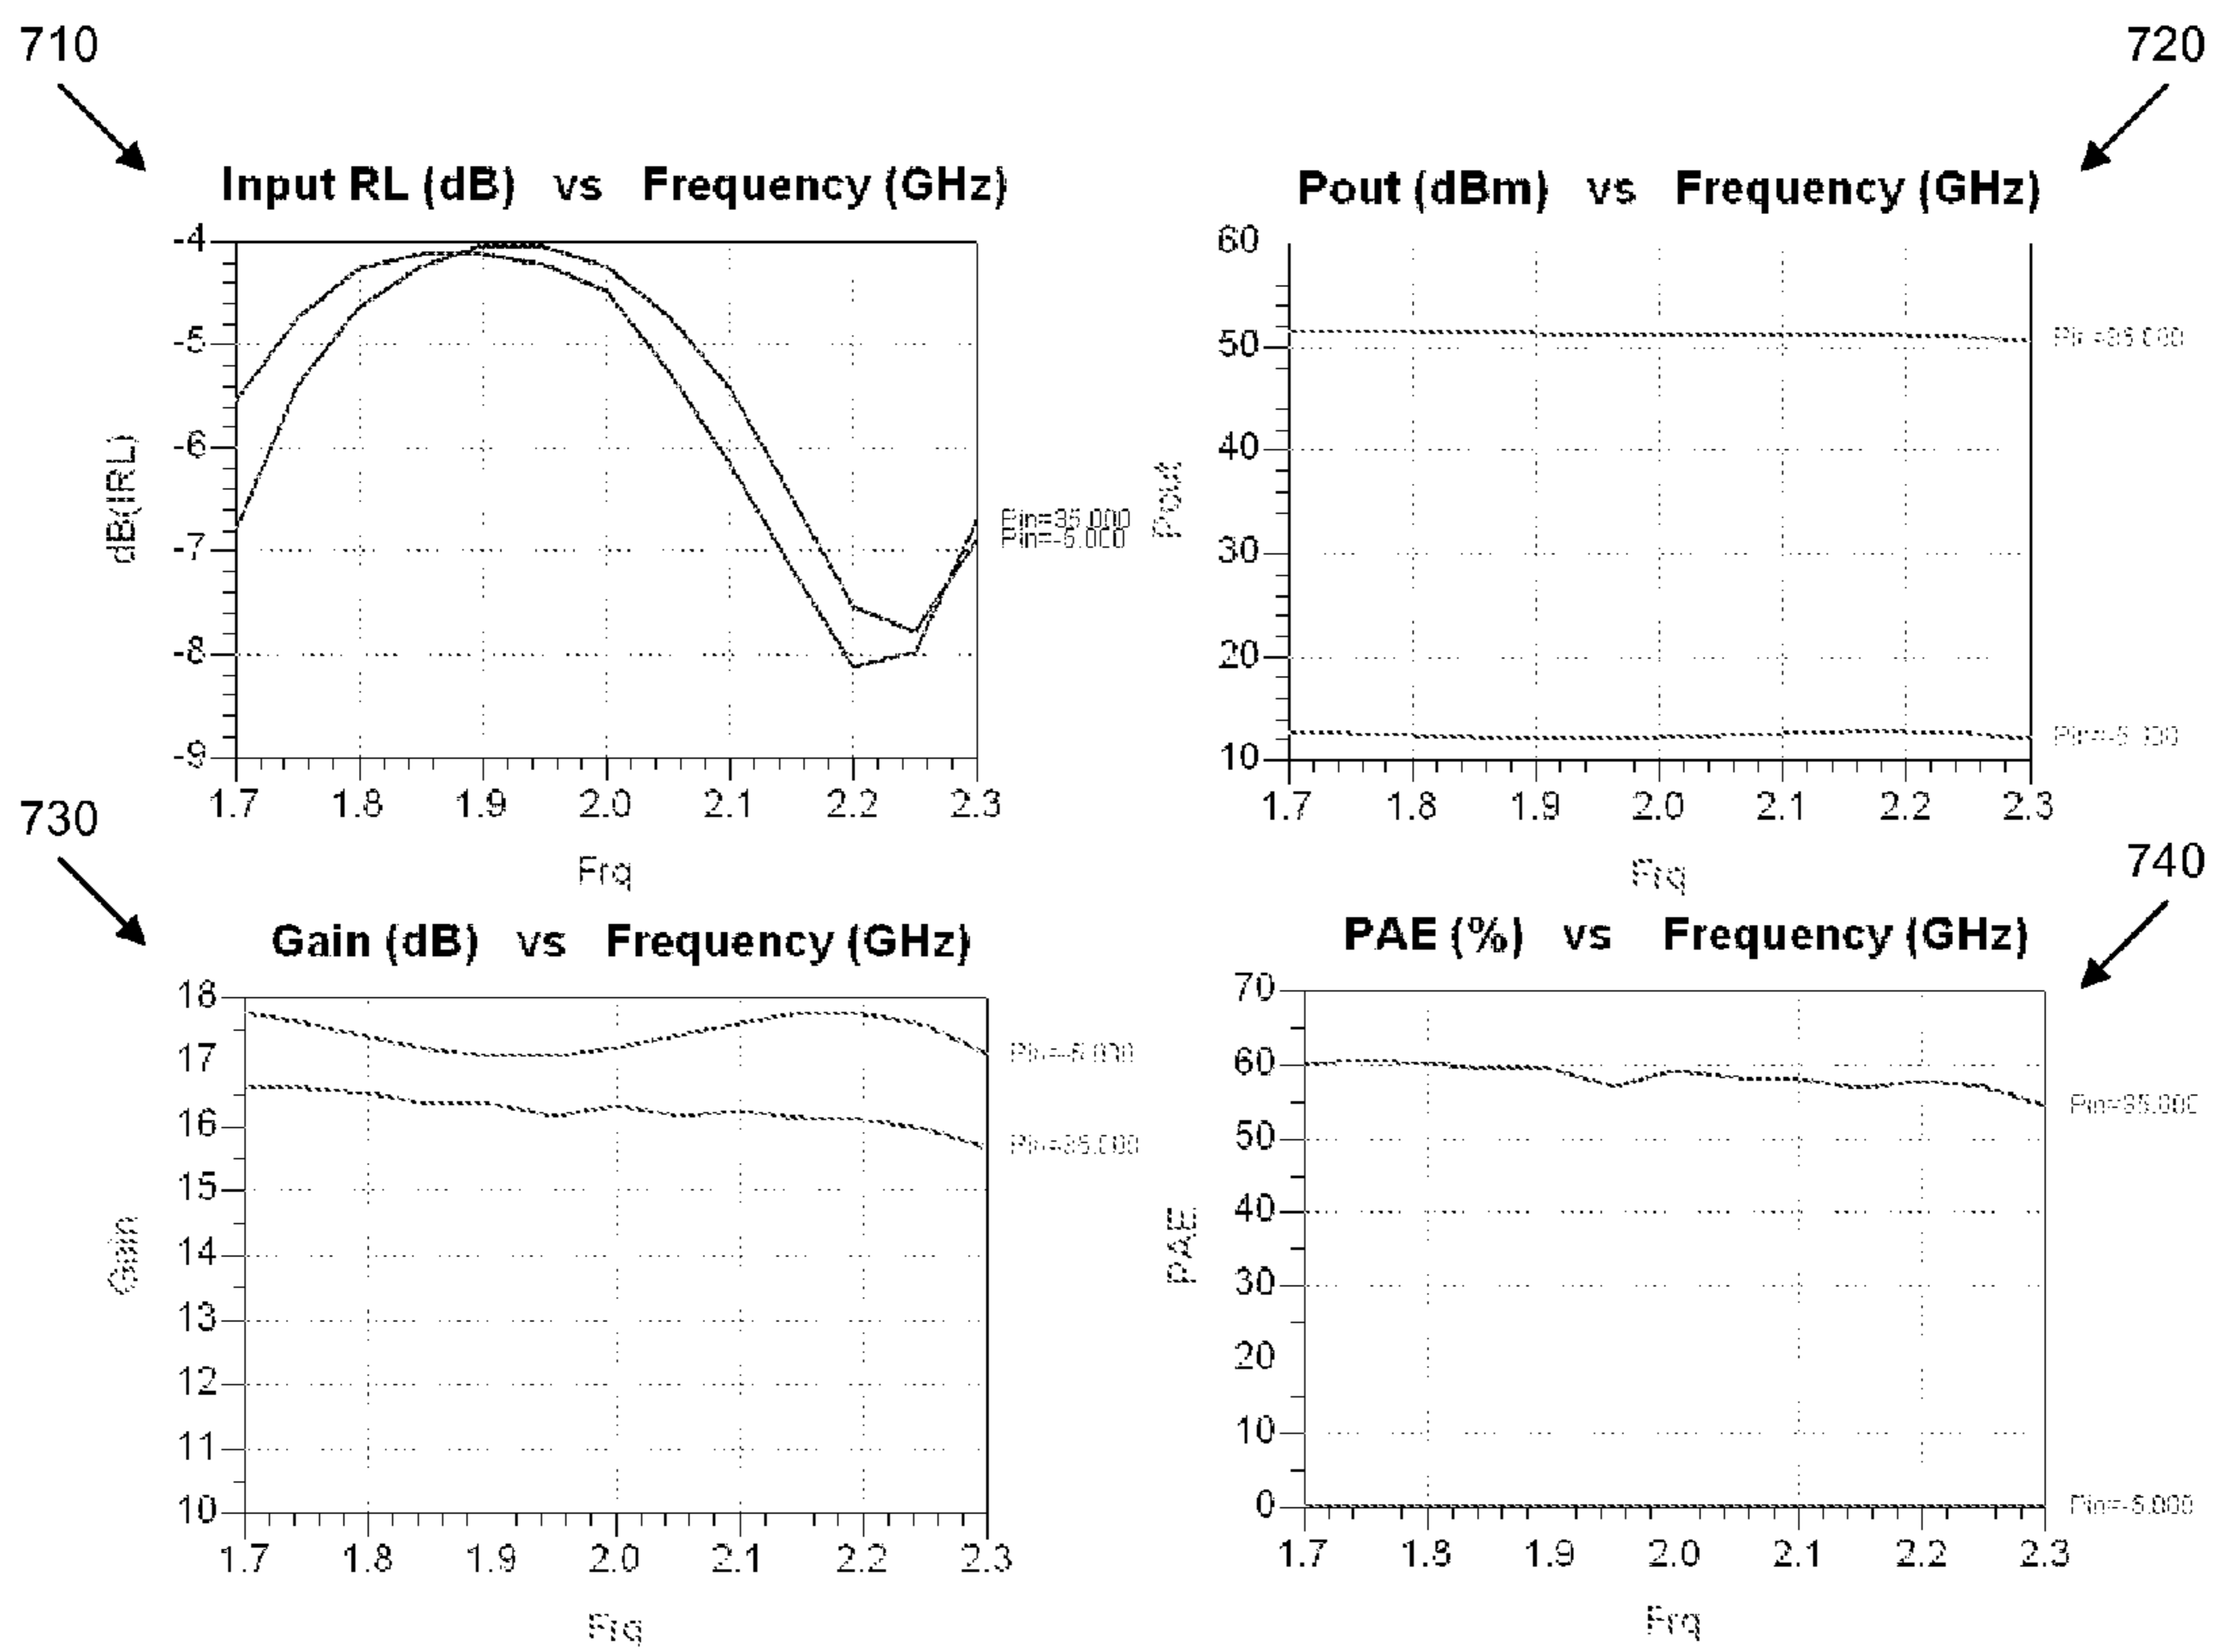 710
720
Input RL (dB) vs Frequency (GHz)
-4
-5
-6
-7
-8
-9
dB(IRL)
Pin=35.000
Pin=-5.000
1.7 1.8 1.9 2.0 2.1 2.2 2.3
Frq
Pout (dBm) vs Frequency (GHz)
60
50
40
30
20
10
Pout
Pin=35.000
Pin=-5.000
1.7 1.8 1.9 2.0 2.1 2.2 2.3
Frq
730
740
Gain (dB) vs Frequency (GHz)
18
17
16
15
14
13
12
11
10
Gain
Pin=-5.000
Pin=35.000
1.7 1.8 1.9 2.0 2.1 2.2 2.3
Frq
PAE (%) vs Frequency (GHz)
70
60
50
40
30
20
10
0
PAE
Pin=35.000
Pin=-5.000
1.7 1.8 1.9 2.0 2.1 2.2 2.3
Frq